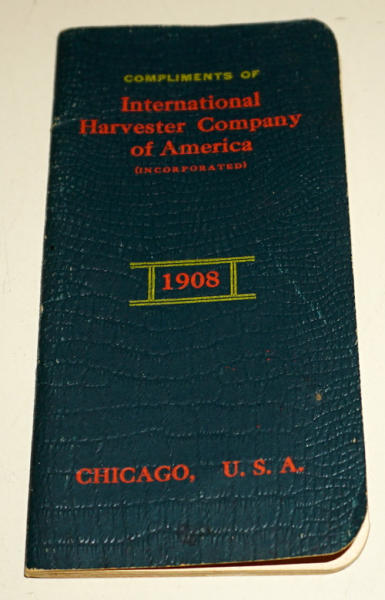 COMPLIMENTS OF
International
Harvester Company
of America
(INCORPORATED)
1908
CHICAGO, U. S. A.